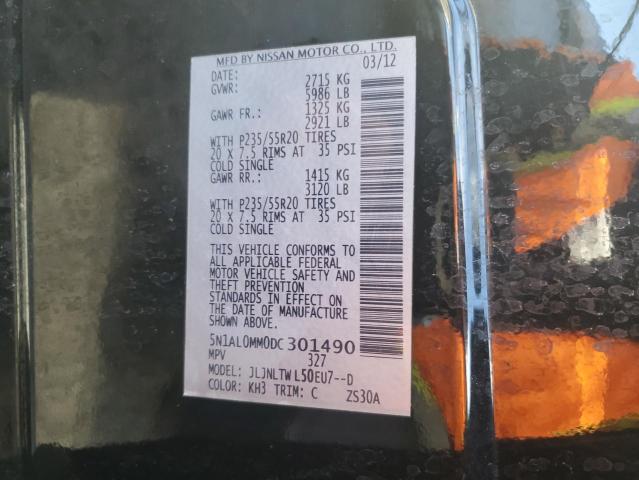 MFD BY NISSAN MOTOR CO., LTD.
DATE: 03/12
GVWR: 2715 KG
5986 LB
GAWR FR.: 1325 KG
2921 LB
WITH P235/55R20 TIRES
20 X 7.5 RIMS AT 35 PSI
COLD SINGLE
GAWR RR.: 1415 KG
3120 LB
WITH P235/55R20 TIRES
20 X 7.5 RIMS AT 35 PSI
COLD SINGLE
THIS VEHICLE CONFORMS TO
ALL APPLICABLE FEDERAL
MOTOR VEHICLE SAFETY AND
THEFT PREVENTION
STANDARDS IN EFFECT ON
THE DATE OF MANUFACTURE
SHOWN ABOVE.
5N1AL0MM0DC301490
MPV 327
MODEL: JLJNLTWL50EU7--D
COLOR: KH3 TRIM: C ZS30A